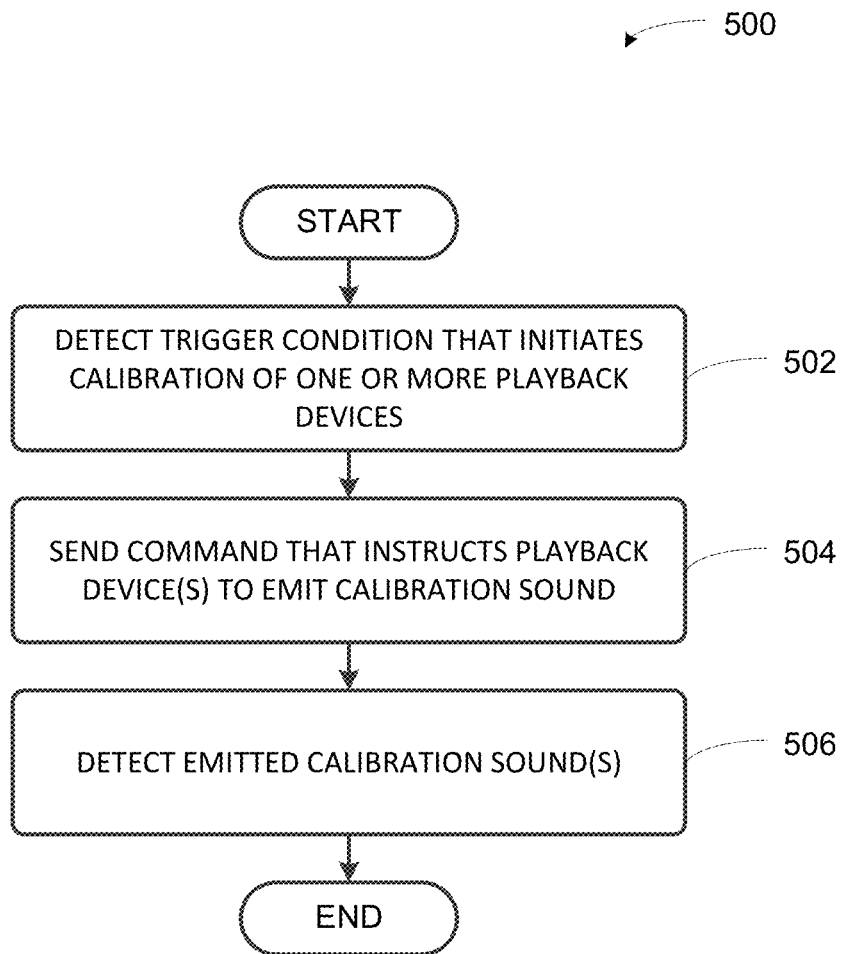 500
START
DETECT TRIGGER CONDITION THAT INITIATES
CALIBRATION OF ONE OR MORE PLAYBACK
DEVICES
502
SEND COMMAND THAT INSTRUCTS PLAYBACK
DEVICE(S) TO EMIT CALIBRATION SOUND
504
DETECT EMITTED CALIBRATION SOUND(S)
506
END